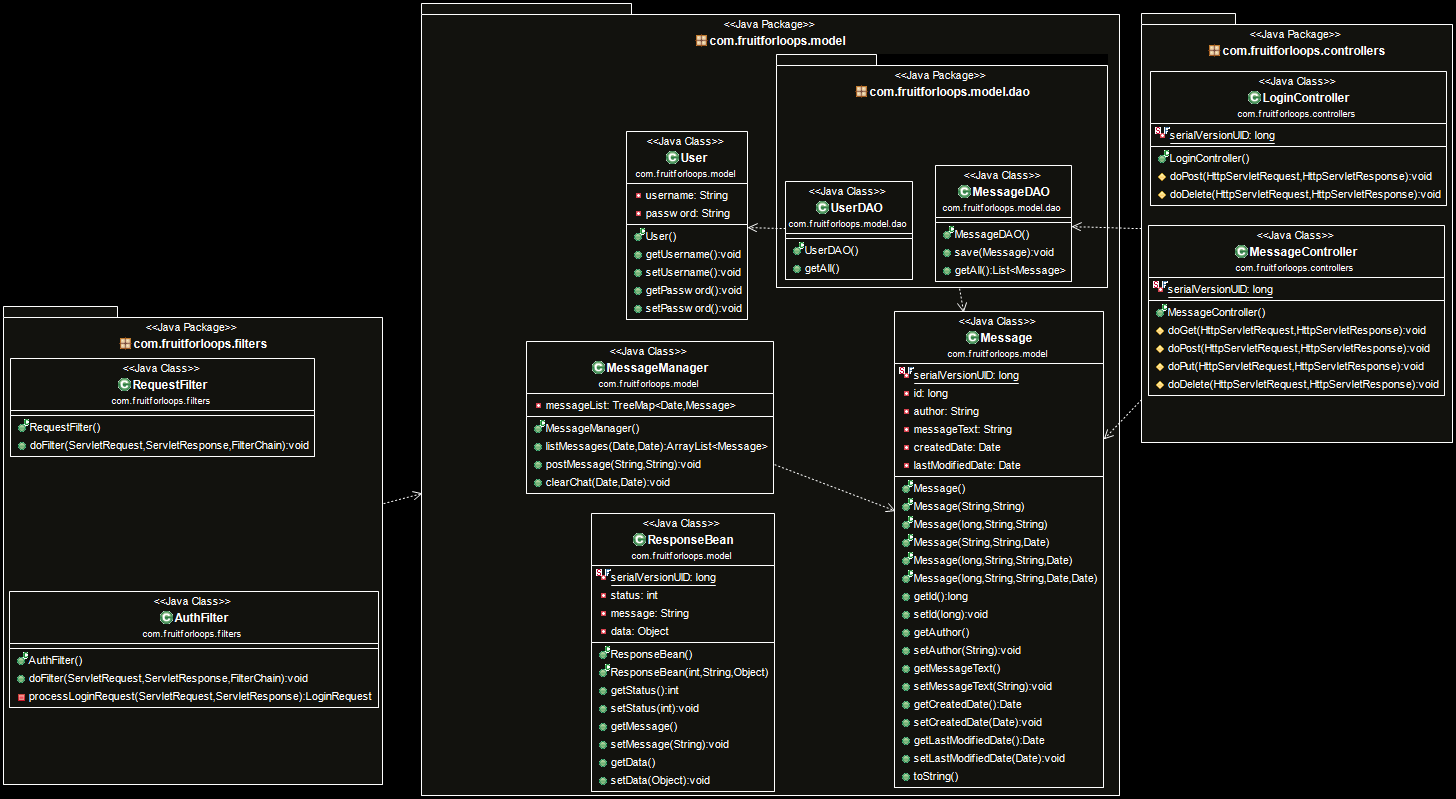 <<Java Package>>
com.fruitforloops.model
<<Java Package>>
com.fruitforloops.model.dao
<<Java Class>>
User
com.fruitforloops.model
username: String
password: String
User()
getUsername():void
setUsername():void
getPassword():void
setPassword():void
<<Java Class>>
UserDAO
com.fruitforloops.model.dao
UserDAO()
getAll()
<<Java Class>>
MessageDAO
com.fruitforloops.model.dao
MessageDAO()
save(Message):void
getAll():List<Message>
<<Java Class>>
MessageManager
com.fruitforloops.model
messageList: TreeMap<Date,Message>
MessageManager()
listMessages(Date,Date):ArrayList<Message>
postMessage(String,String):void
clearChat(Date,Date):void
<<Java Class>>
ResponseBean
com.fruitforloops.model
serialVersionUID: long
status: int
message: String
data: Object
ResponseBean()
ResponseBean(int,String,Object)
getStatus():int
setStatus(int):void
getMessage()
setMessage(String):void
getData()
setData(Object):void
<<Java Class>>
Message
com.fruitforloops.model
serialVersionUID: long
id: long
author: String
messageText: String
createdDate: Date
lastModifiedDate: Date
Message()
Message(String,String)
Message(long,String,String)
Message(String,String,Date)
Message(long,String,String,Date)
Message(long,String,String,Date,Date)
getId():long
setId(long):void
getAuthor()
setAuthor(String):void
getMessageText()
setMessageText(String):void
getCreatedDate():Date
setCreatedDate(Date):void
getLastModifiedDate():Date
setLastModifiedDate(Date):void
toString()
<<Java Package>>
com.fruitforloops.controllers
<<Java Class>>
LoginController
com.fruitforloops.controllers
serialVersionUID: long
LoginController()
doPost(HttpServletRequest,HttpServletResponse):void
doDelete(HttpServletRequest,HttpServletResponse):void
<<Java Class>>
MessageController
com.fruitforloops.controllers
serialVersionUID: long
MessageController()
doGet(HttpServletRequest,HttpServletResponse):void
doPost(HttpServletRequest,HttpServletResponse):void
doPut(HttpServletRequest,HttpServletResponse):void
doDelete(HttpServletRequest,HttpServletResponse):void
<<Java Package>>
com.fruitforloops.filters
<<Java Class>>
RequestFilter
com.fruitforloops.filters
RequestFilter()
doFilter(ServletRequest,ServletResponse,FilterChain):void
<<Java Class>>
AuthFilter
com.fruitforloops.filters
AuthFilter()
doFilter(ServletRequest,ServletResponse,FilterChain):void
processLoginRequest(ServletRequest,ServletResponse):LoginRequest